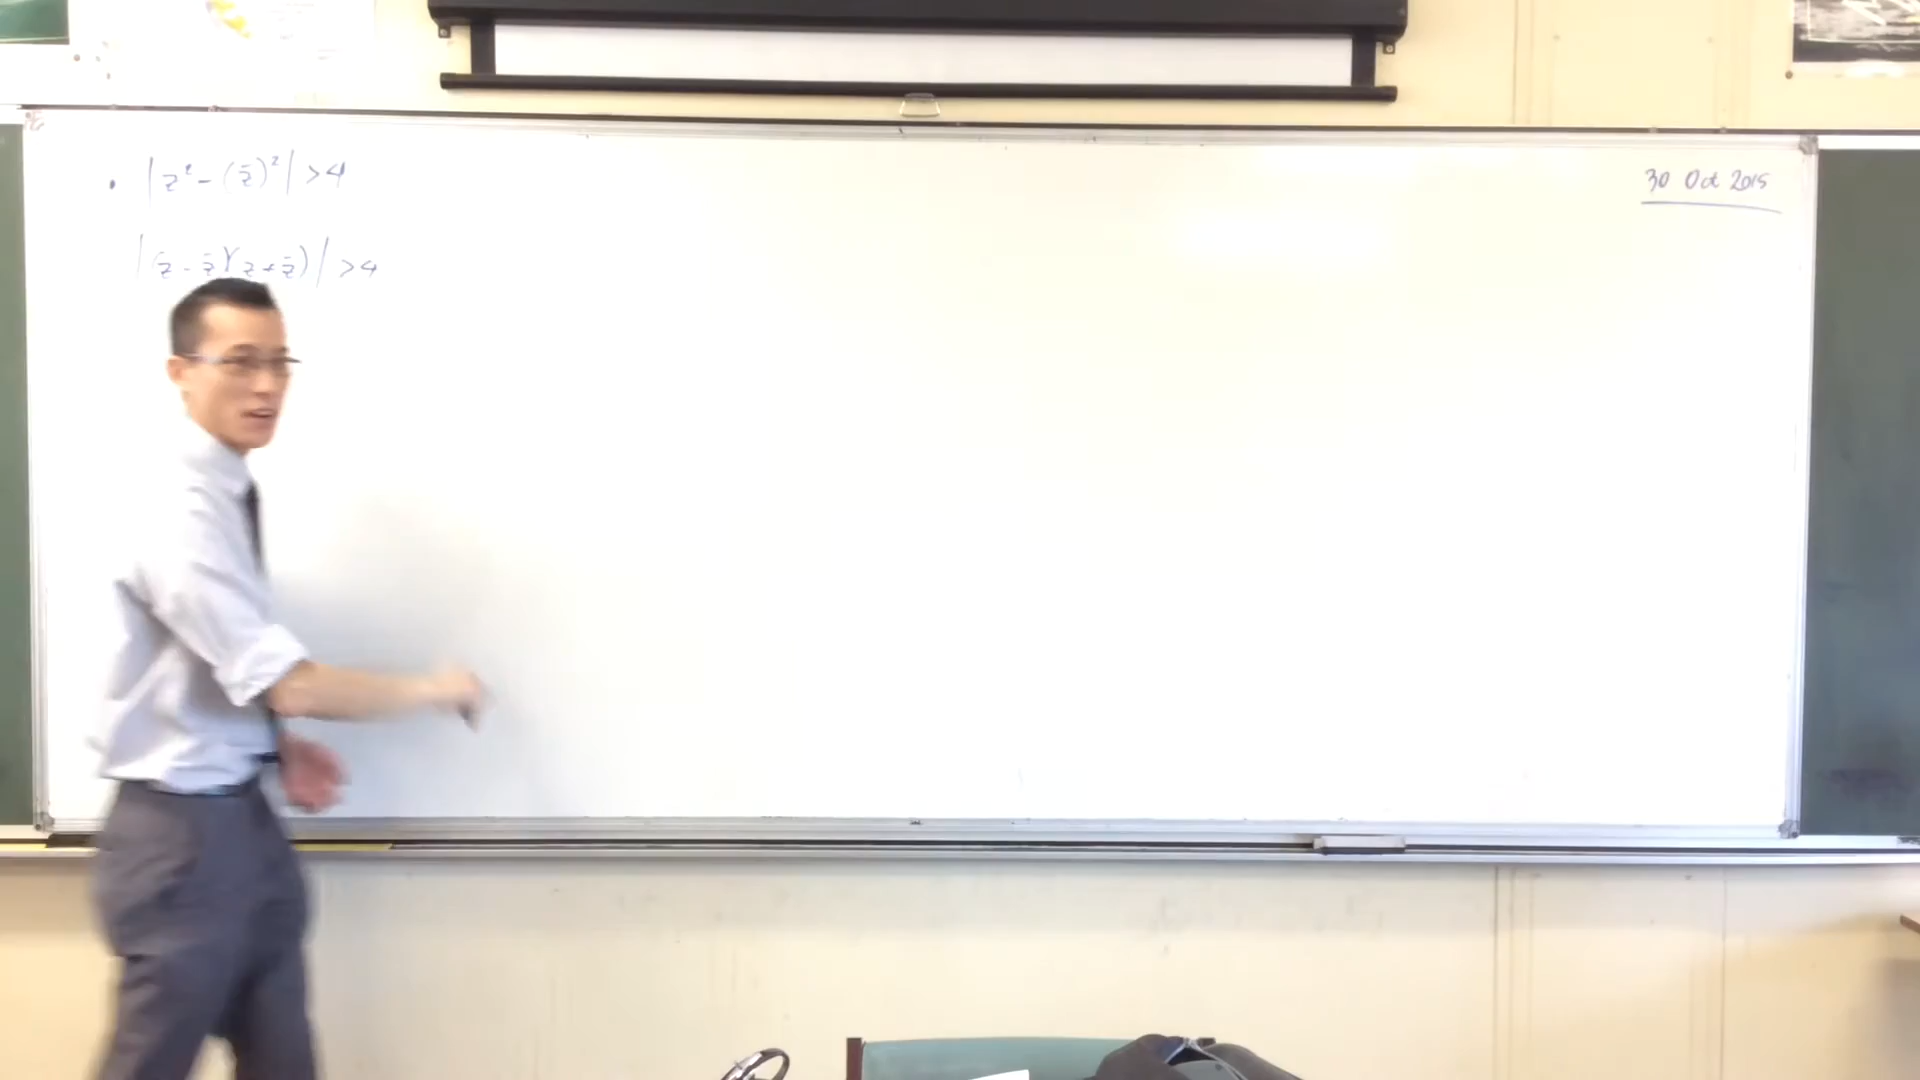 • |z² - (z̄)²| > 4
30 Oct 2015
|(z - z̄)(z + z̄)| > 4